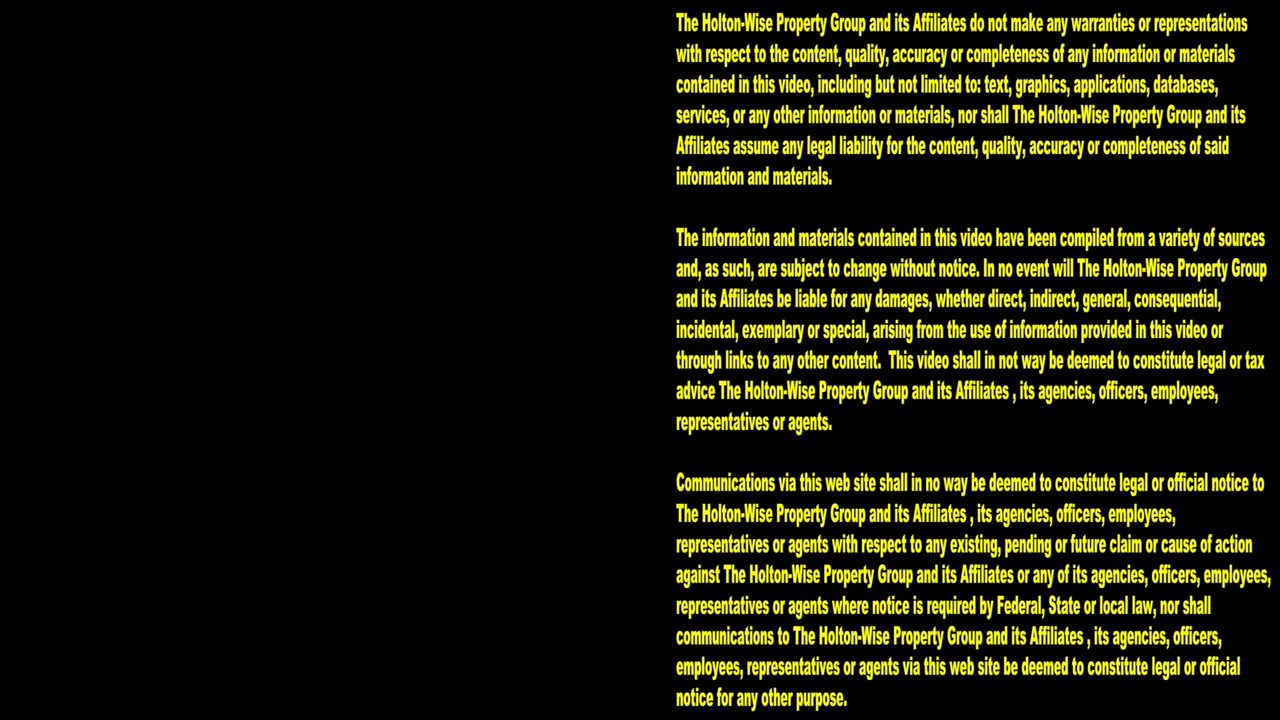 The Holton-Wise Property Group and its Affiliates do not make any warranties or representations
with respect to the content, quality, accuracy or completeness of any information or materials
contained in this video, including but not limited to: text, graphics, applications, databases,
services, or any other information or materials, nor shall The Holton-Wise Property Group and its
Affiliates assume any legal liability for the content, quality, accuracy or completeness of said
information and materials.
The information and materials contained in this video have been compiled from a variety of sources
and, as such, are subject to change without notice. In no event will The Holton-Wise Property Group
and its Affiliates be liable for any damages, whether direct, indirect, general, consequential,
incidental, exemplary or special, arising from the use of information provided in this video or
through links to any other content.  This video shall in not way be deemed to constitute legal or tax
advice The Holton-Wise Property Group and its Affiliates , its agencies, officers, employees,
representatives or agents.
Communications via this web site shall in no way be deemed to constitute legal or official notice to
The Holton-Wise Property Group and its Affiliates , its agencies, officers, employees,
representatives or agents with respect to any existing, pending or future claim or cause of action
against The Holton-Wise Property Group and its Affiliates or any of its agencies, officers, employees,
representatives or agents where notice is required by Federal, State or local law, nor shall
communications to The Holton-Wise Property Group and its Affiliates , its agencies, officers,
employees, representatives or agents via this web site be deemed to constitute legal or official
notice for any other purpose.